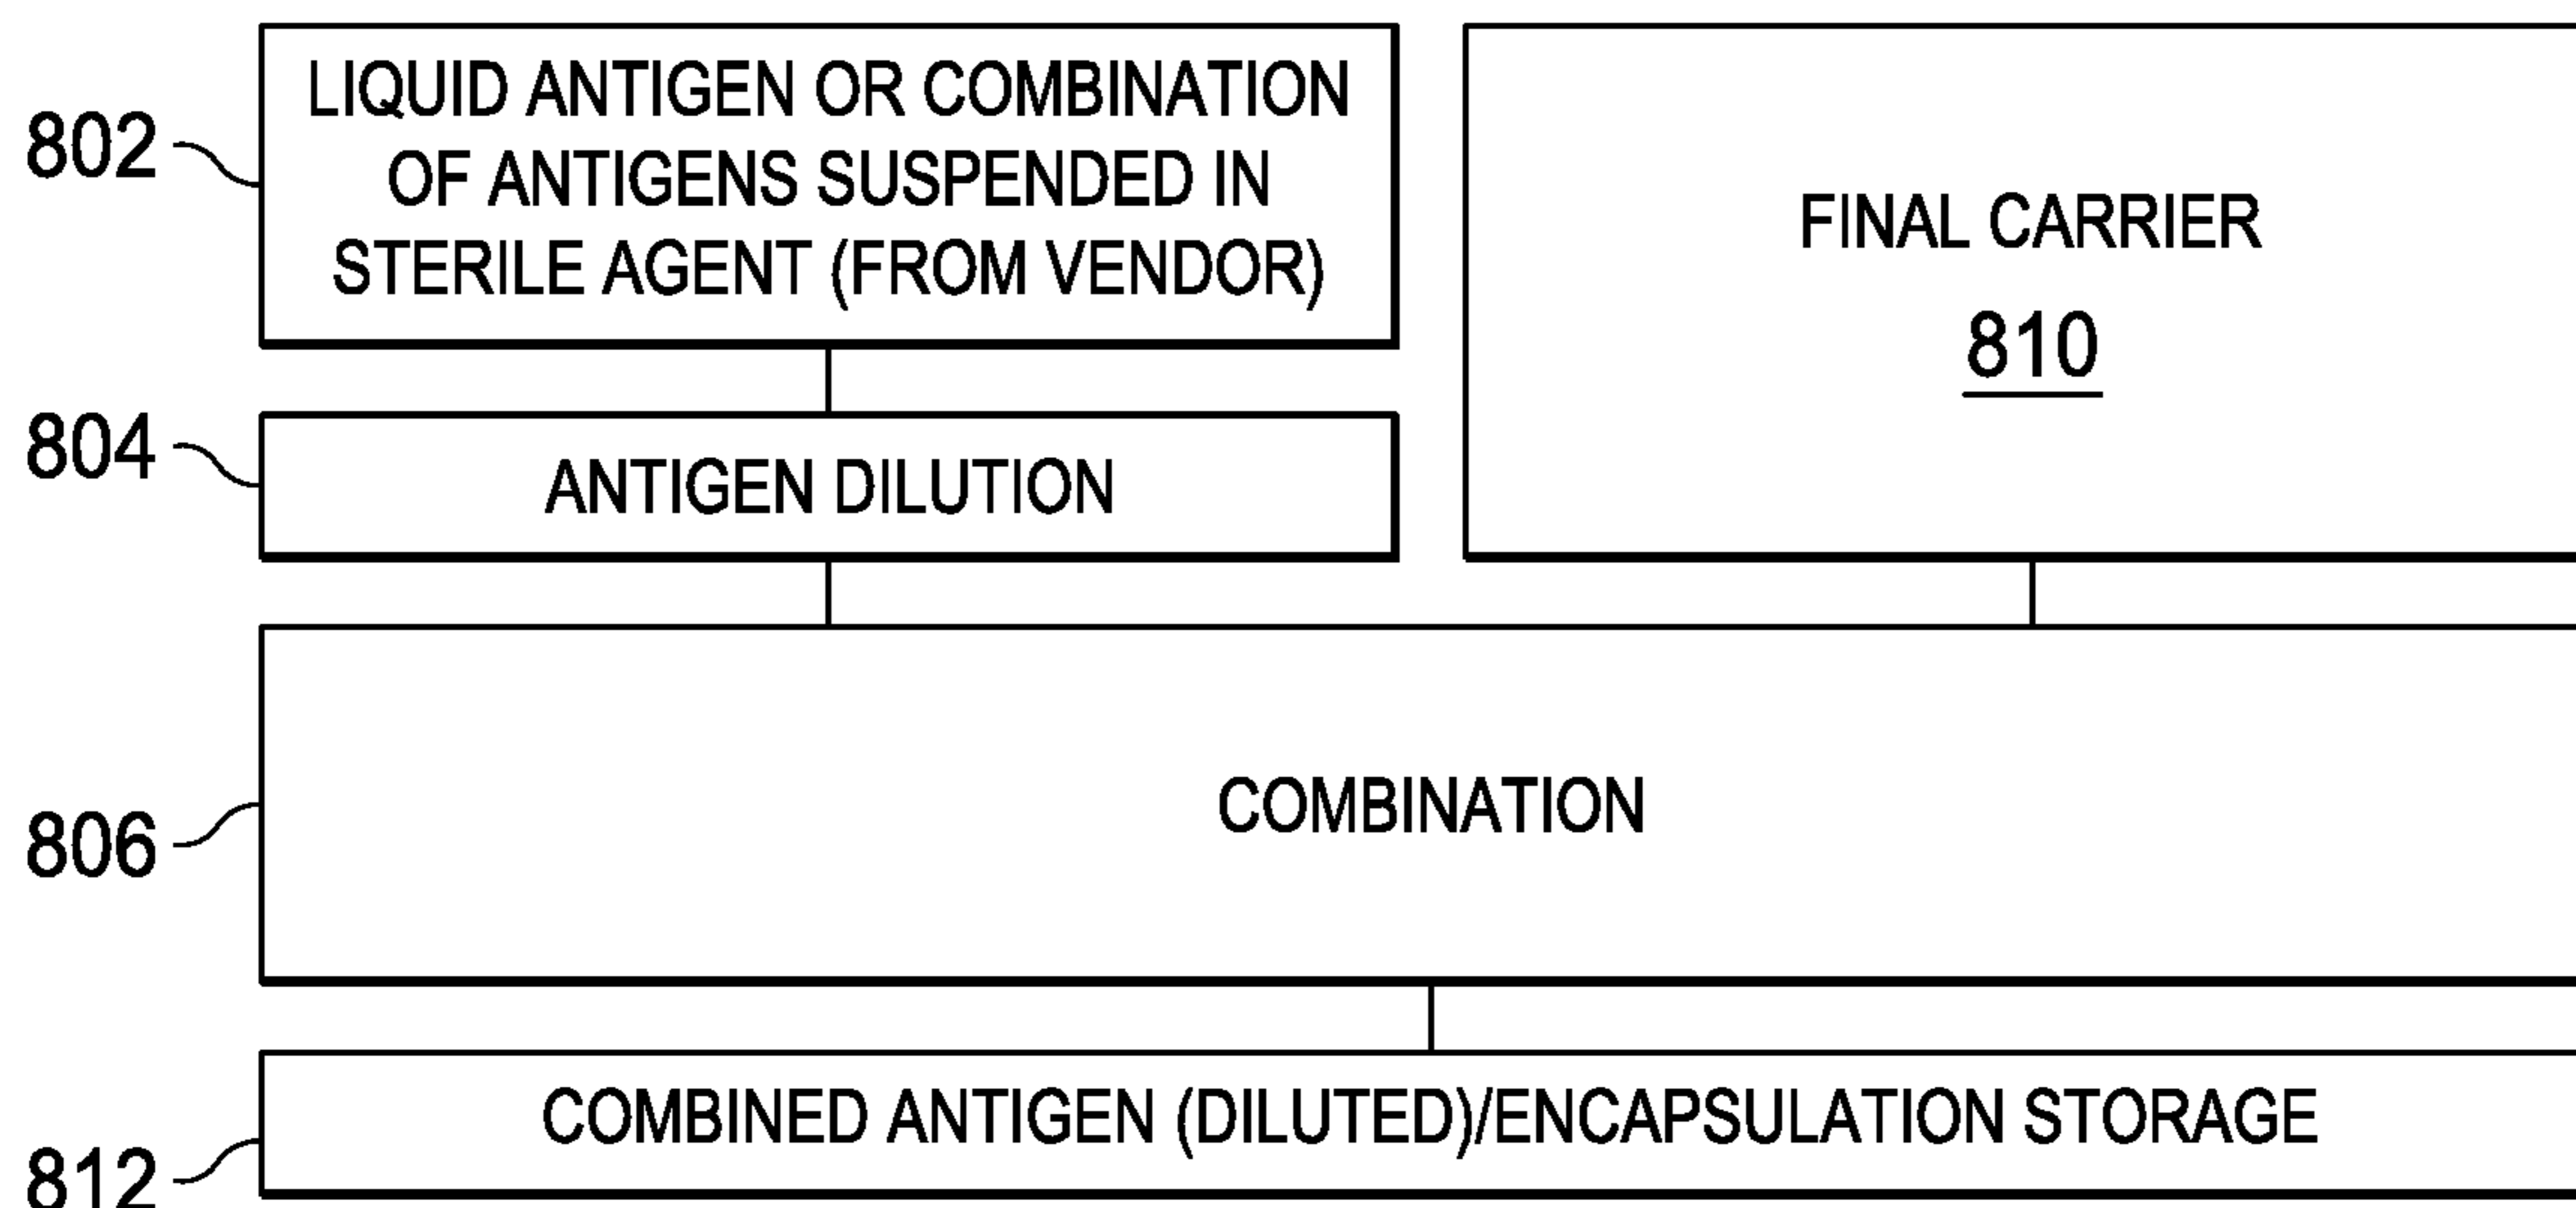 802
LIQUID ANTIGEN OR COMBINATION
OF ANTIGENS SUSPENDED IN
STERILE AGENT (FROM VENDOR)
FINAL CARRIER
810
804
ANTIGEN DILUTION
806
COMBINATION
812
COMBINED ANTIGEN (DILUTED)/ENCAPSULATION STORAGE